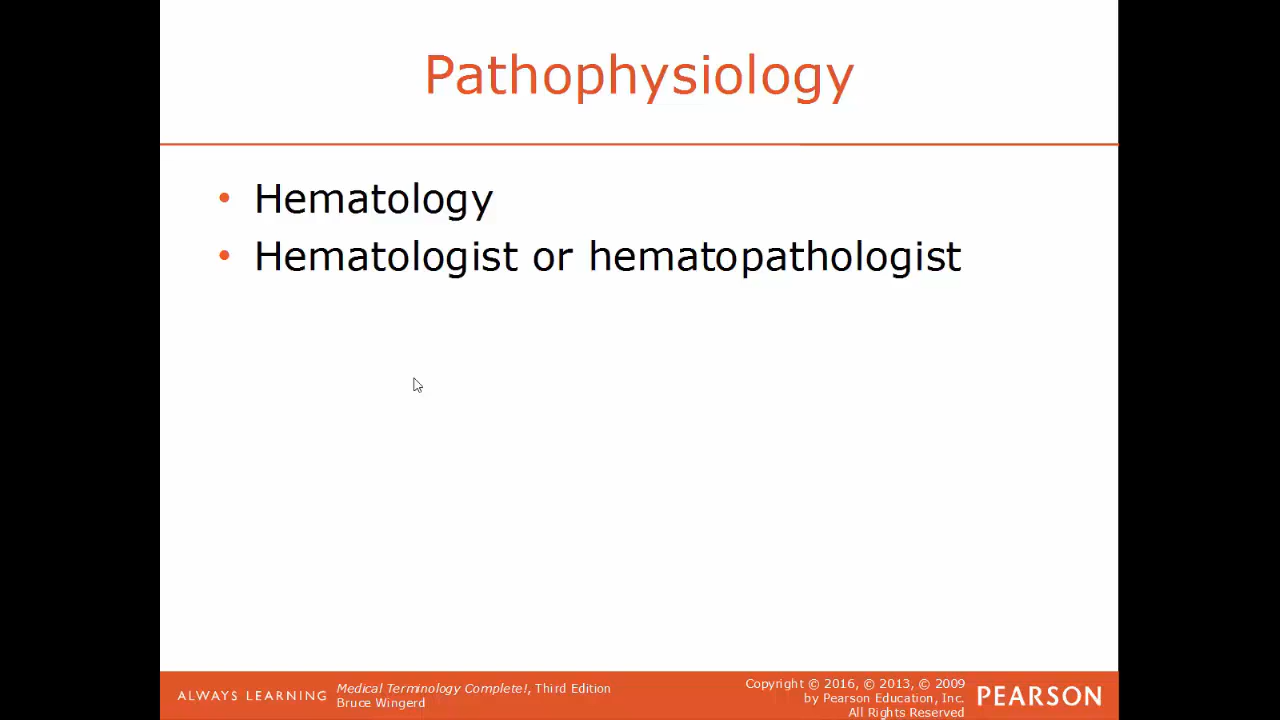 Pathophysiology
• Hematology
• Hematologist or hematopathologist
ALWAYS LEARNING
Medical Terminology Complete!, Third Edition
Bruce Wingerd
Copyright © 2016, © 2013, © 2009
by Pearson Education, Inc.
All Rights Reserved
PEARSON